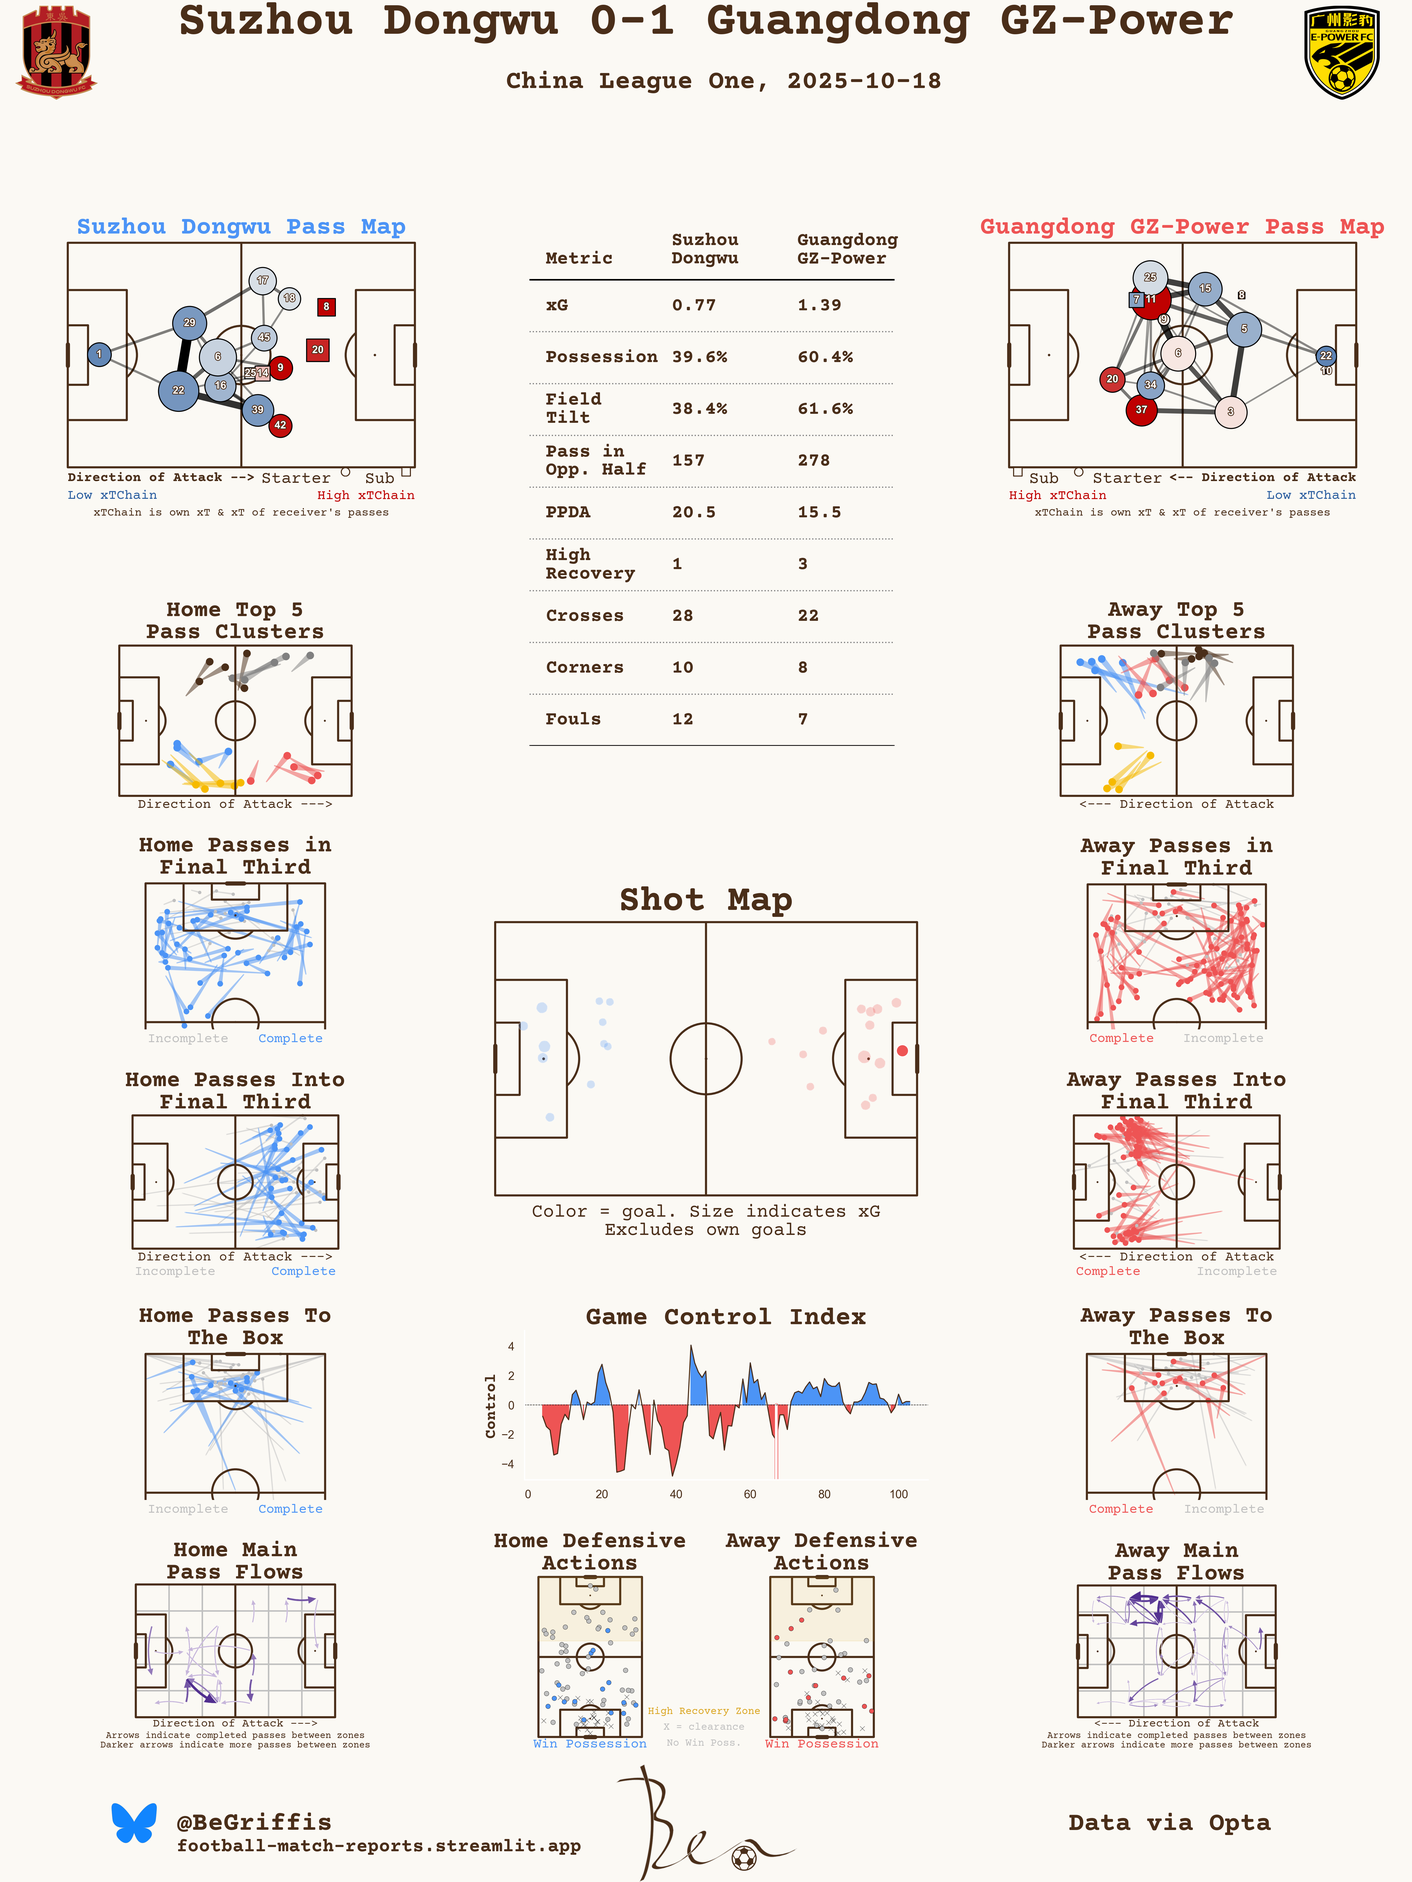 Suzhou Dongwu 0-1 Guangdong GZ-Power
China League One, 2025-10-18
SUZHOU DONGWU FC
广州影豹
GUANGZHOU
E-POWER FC
Suzhou Dongwu Pass Map
17
18
8
29
45
1
6
20
9
25
14
22
16
39
42
Direction of Attack -->
Starter
Sub
Low xTChain
High xTChain
xTChain is own xT & xT of receiver's passes
Metric
Suzhou
Dongwu
Guangdong
GZ-Power
xG 0.77 1.39
Possession 39.6% 60.4%
Field
Tilt 38.4% 61.6%
Pass in
Opp. Half 157 278
PPDA 20.5 15.5
High
Recovery 1 3
Crosses 28 22
Corners 10 8
Fouls 12 7
Guangdong GZ-Power Pass Map
25
15
7
11
8
9
5
6
22
10
20
34
37
3
Sub
Starter
<-- Direction of Attack
High xTChain
Low xTChain
xTChain is own xT & xT of receiver's passes
Home Top 5
Pass Clusters
Direction of Attack --->
Away Top 5
Pass Clusters
<--- Direction of Attack
Home Passes in
Final Third
Incomplete
Complete
Shot Map
Color = goal. Size indicates xG
Excludes own goals
Away Passes in
Final Third
Complete
Incomplete
Home Passes Into
Final Third
Direction of Attack --->
Incomplete
Complete
Away Passes Into
Final Third
<--- Direction of Attack
Complete
Incomplete
Home Passes To
The Box
Incomplete
Complete
Game Control Index
Control
4
2
0
−2
−4
0
20
40
60
80
100
Away Passes To
The Box
Complete
Incomplete
Home Main
Pass Flows
Direction of Attack --->
Arrows indicate completed passes between zones
Darker arrows indicate more passes between zones
Home Defensive
Actions
Win Possession
High Recovery Zone
X = clearance
No Win Poss.
Away Defensive
Actions
Win Possession
Away Main
Pass Flows
<--- Direction of Attack
Arrows indicate completed passes between zones
Darker arrows indicate more passes between zones
@BeGriffis
football-match-reports.streamlit.app
Ben
Data via Opta